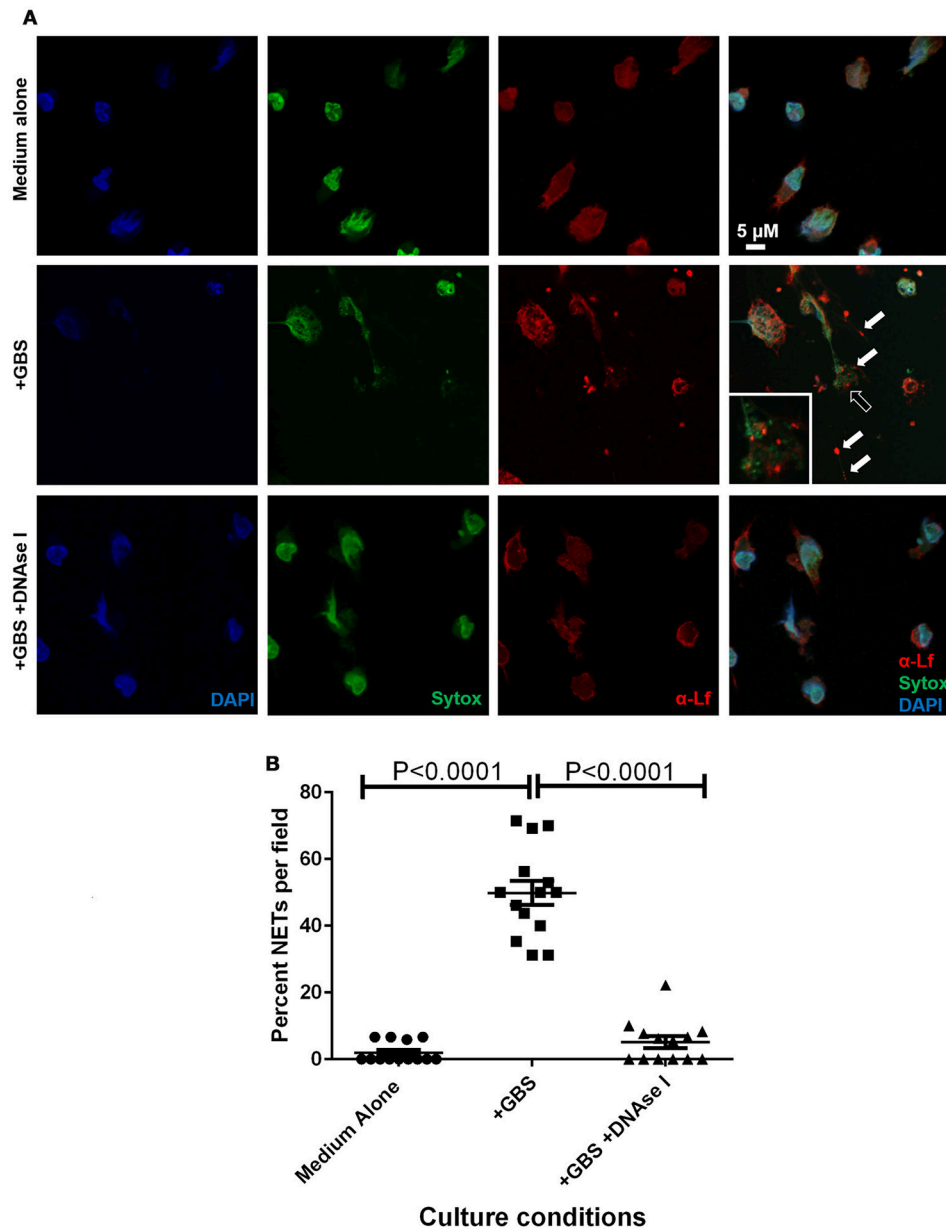 A
Medium alone
5 µM
+GBS
+GBS +DNAse I
DAPI
Sytox
α-Lf
α-Lf
Sytox
DAPI
B
P<0.0001
P<0.0001
Percent NETs per field
80
60
40
20
0
Medium Alone
+GBS
+GBS +DNAse I
Culture conditions